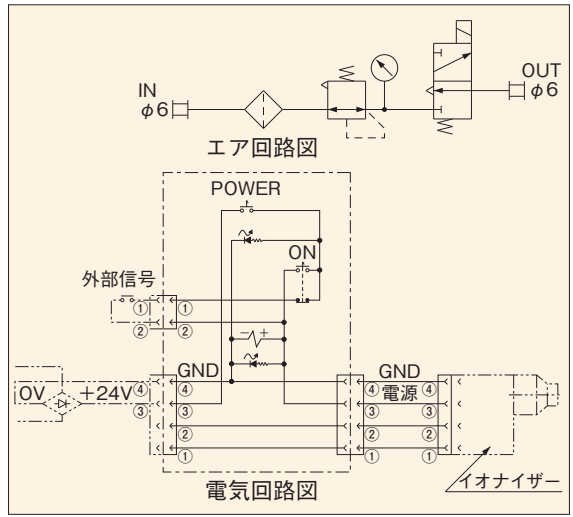 IN
φ6
OUT
φ6
エア回路図
POWER
ON
外部信号
① ①
② ②
− +
GND
GND
0V +24V
電源
④ ④ ④ ④
③ ③ ③ ③
② ② ②
① ① ①
イオナイザー
電気回路図